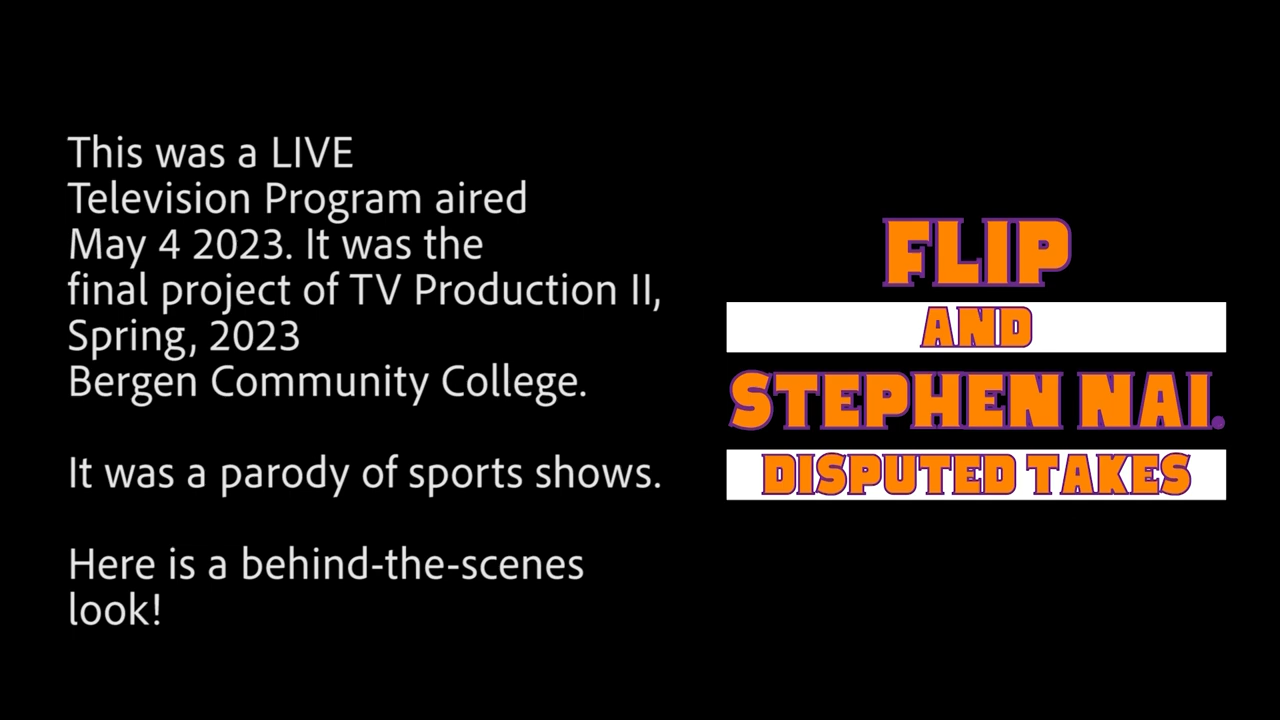 This was a LIVE
Television Program aired
May 4 2023. It was the
final project of TV Production II,
Spring, 2023
Bergen Community College.
It was a parody of sports shows.
Here is a behind-the-scenes
look!
FLIP
AND
STEPHEN NAI.
DISPUTED TAKES